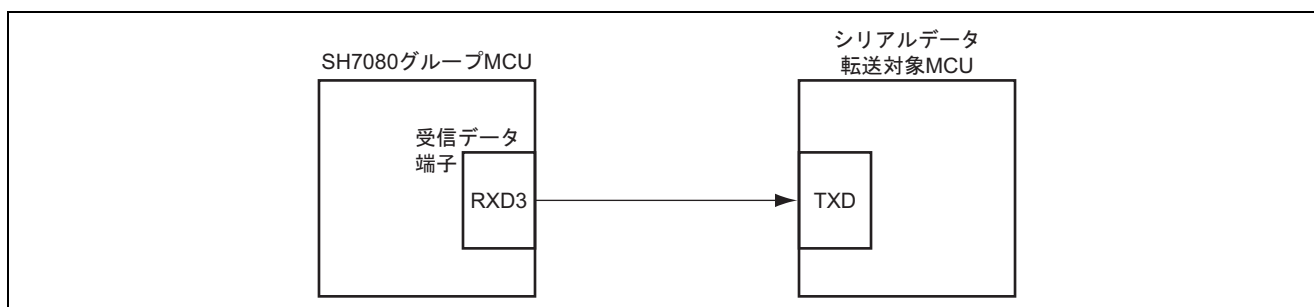 SH7080グループMCU
シリアルデータ
転送対象MCU
受信データ
端子
RXD3
TXD